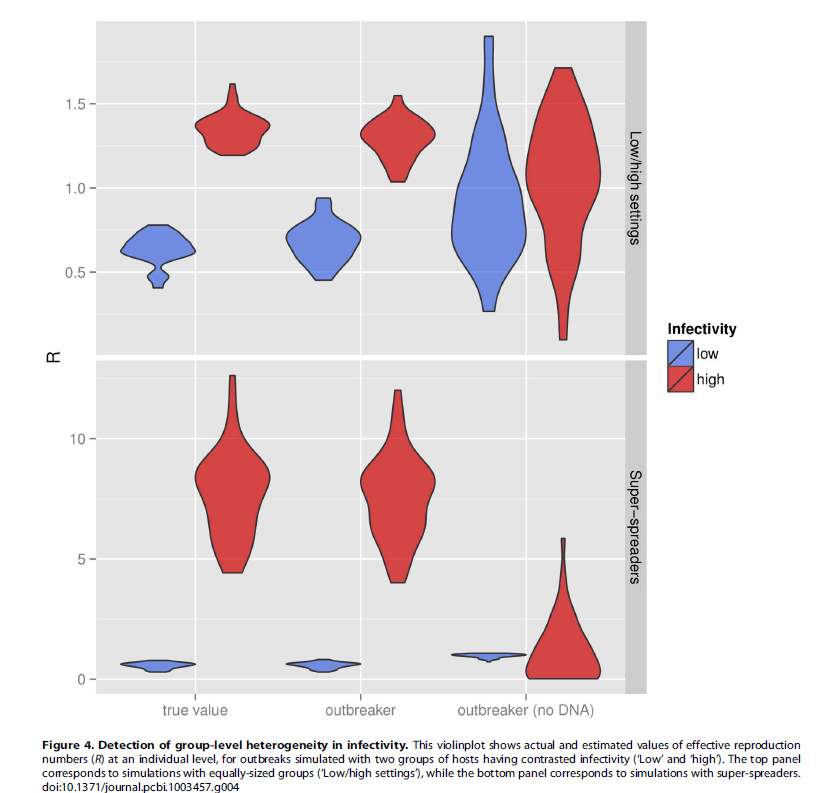 1.5
1.0
0.5
Low/high settings
R
Infectivity
low
high
10
5
0
Super−spreaders
true value
outbreaker
outbreaker (no DNA)
Figure 4. Detection of group-level heterogeneity in infectivity. This violinplot shows actual and estimated values of effective reproduction
numbers (R) at an individual level, for outbreaks simulated with two groups of hosts having contrasted infectivity (‘Low’ and ‘high’). The top panel
corresponds to simulations with equally-sized groups (‘Low/high settings’), while the bottom panel corresponds to simulations with super-spreaders.
doi:10.1371/journal.pcbi.1003457.g004